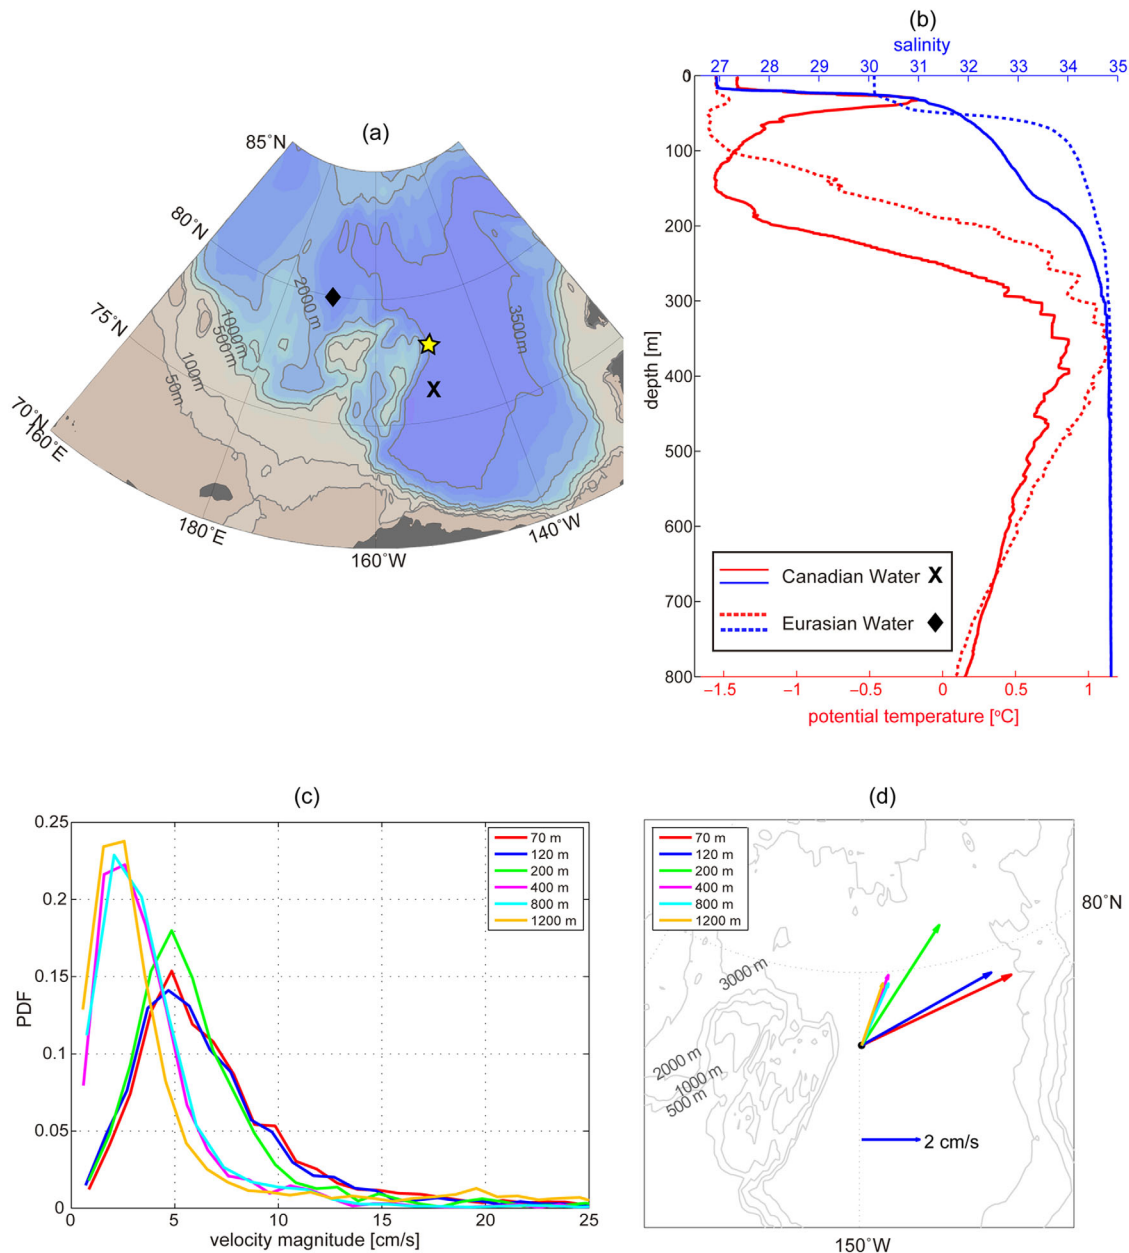 (a)
85˚N
80˚N
75˚N
70˚N
160˚E
180˚E
160˚W
140˚W
2000 m
1000m
500m
100m
50m
3500m
(b)
salinity
27 28 29 30 31 32 33 34 35
0
100
200
300
400
500
600
700
800
depth [m]
Canadian Water X
Eurasian Water
−1.5 −1 −0.5 0 0.5 1
potential temperature [°C]
(c)
0.25
0.2
0.15
0.1
0.05
0
PDF
70 m
120 m
200 m
400 m
800 m
1200 m
0 5 10 15 20 25
velocity magnitude [cm/s]
(d)
70 m
120 m
200 m
400 m
800 m
1200 m
80˚N
3000 m
2000 m
1000 m
500 m
2 cm/s
150˚W
X